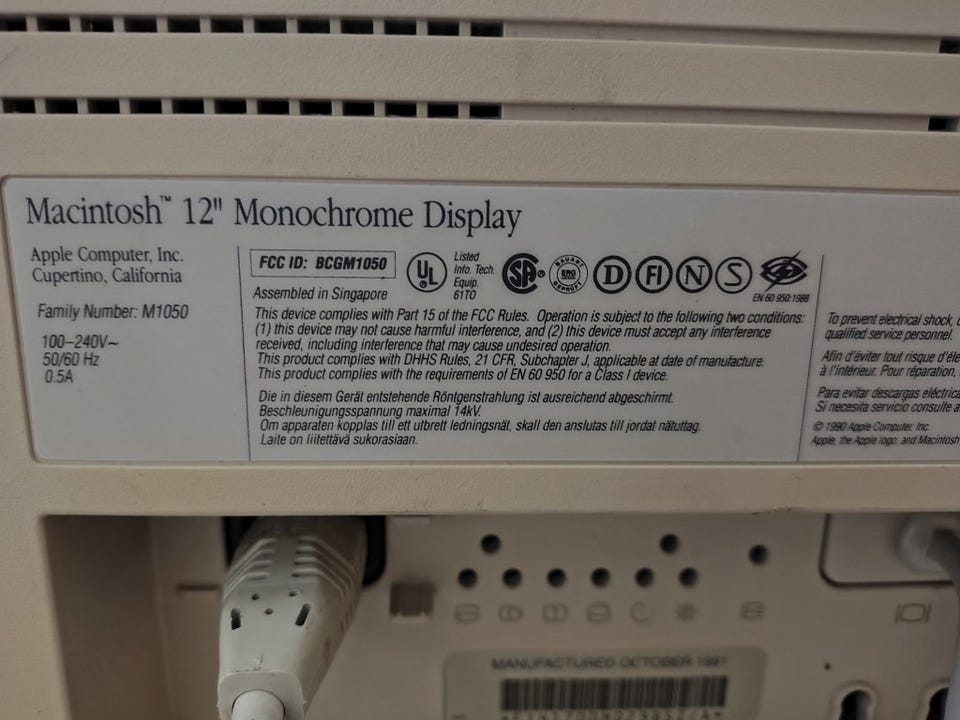 Macintosh™ 12" Monochrome Display
Apple Computer, Inc.
Cupertino, California
Family Number: M1050
100–240V~
50/60 Hz
0.5A
FCC ID: BCGM1050
Assembled in Singapore
UL
Listed
Info. Tech.
Equip.
61T0
SA
BAUART
GEPRÜFT
D
FI
N
S
EN 60 950:1988
This device complies with Part 15 of the FCC Rules. Operation is subject to the following two conditions:
(1) this device may not cause harmful interference, and (2) this device must accept any interference
received, including interference that may cause undesired operation.
This product complies with DHHS Rules, 21 CFR, Subchapter J, applicable at date of manufacture.
This product complies with the requirements of EN 60 950 for a Class I device.
Die in diesem Gerät entstehende Röntgenstrahlung ist ausreichend abgeschirmt.
Beschleunigungsspannung maximal 14kV.
Om apparaten kopplas till ett utbrett ledningsnät, skall den anslutas till jordat nätuttag.
Laite on liitettävä sukorasiaan.
To prevent electrical shock,
qualified service personnel.
Afin d'éviter tout risque d'éle
à l'intérieur. Pour réparation,
Para evitar descargas eléctrica
Si necesita servicio consulte a
© 1990 Apple Computer, Inc.
Apple, the Apple logo, and Macintosh
MANUFACTURED OCTOBER 1991